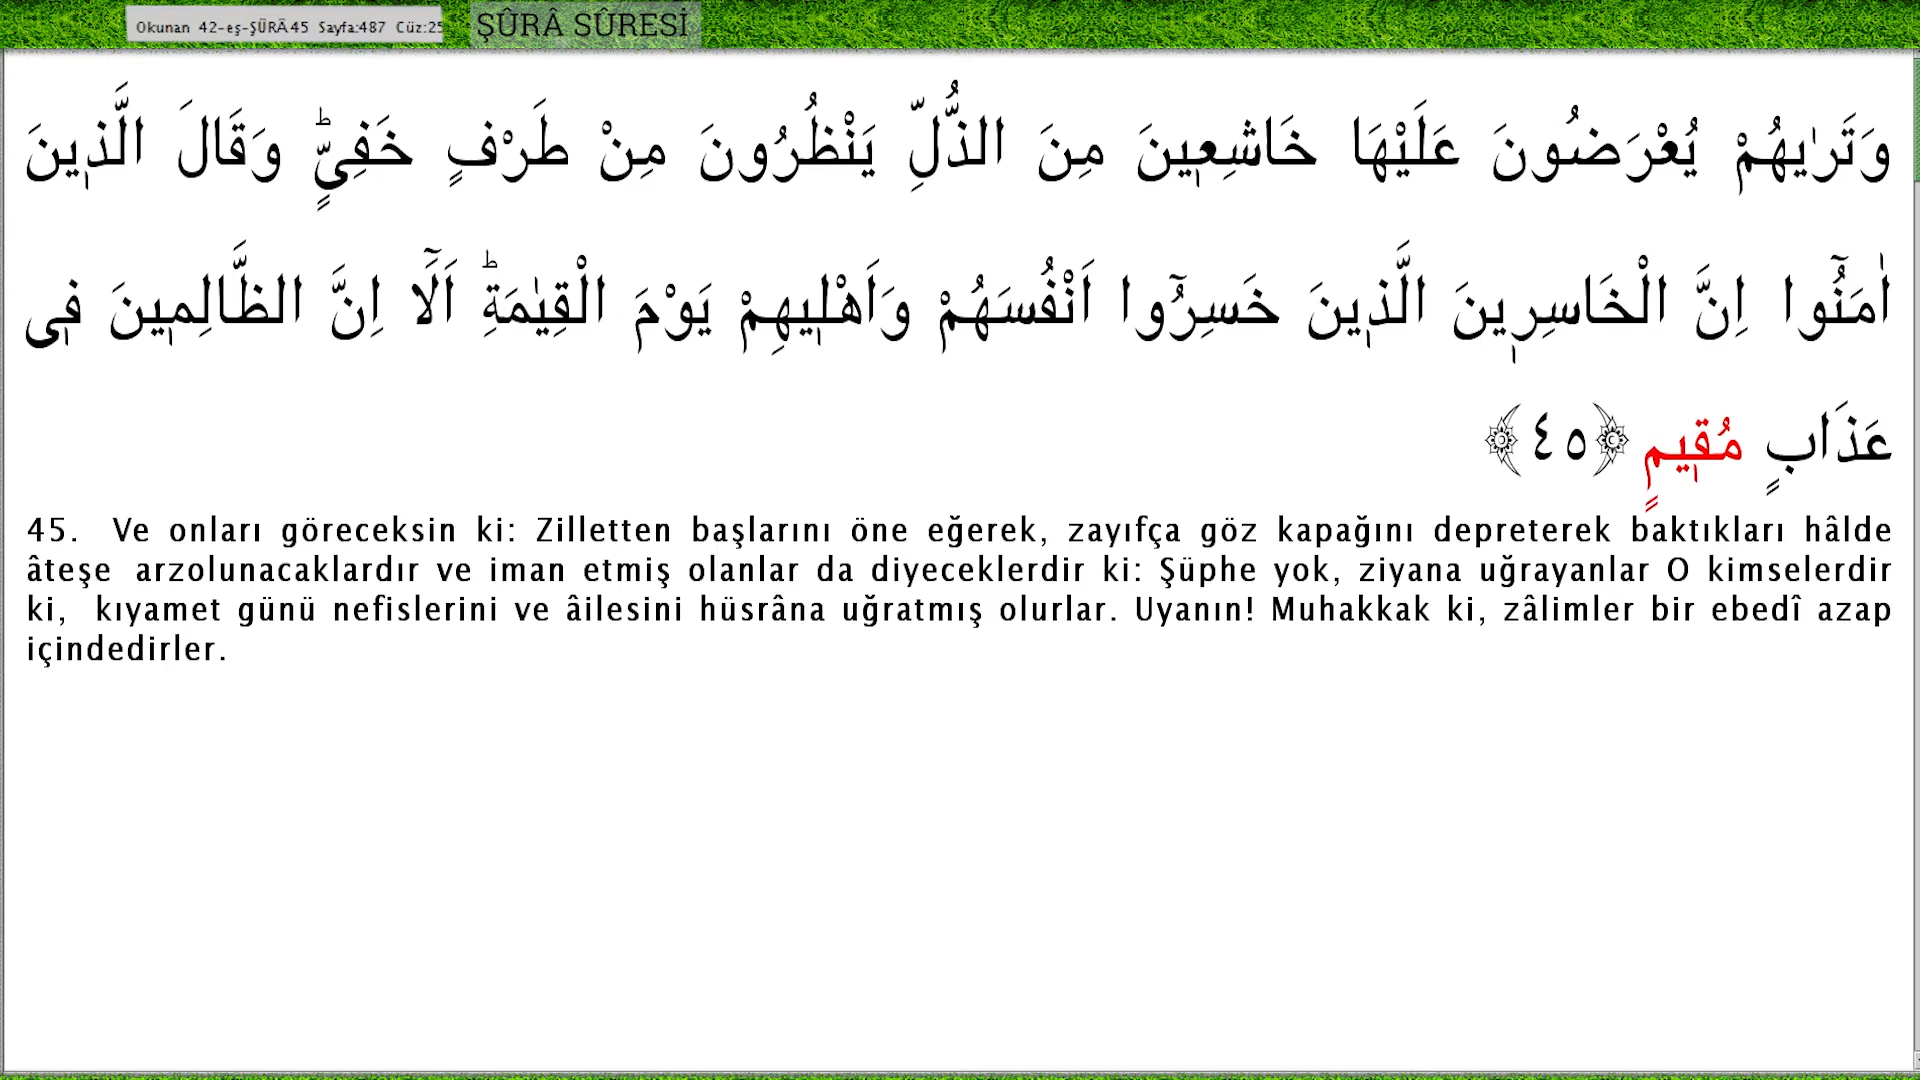 Okunan 42-eş-ŞÛRÂ 45 Sayfa:487 Cüz:25
ŞÛRÂ SÛRESİ
وَتَرٰيهُمْ يُعْرَضُونَ عَلَيْهَا خَاشِع۪ينَ مِنَ الذُّلِّ يَنْظُرُونَ مِنْ طَرْفٍ خَفِىٍّۜ وَقَالَ الَّذ۪ينَ
اٰمَنُٓوا اِنَّ الْخَاسِر۪ينَ الَّذ۪ينَ خَسِرُٓوا اَنْفُسَهُمْ وَاَهْل۪يهِمْ يَوْمَ الْقِيٰمَةِۜ اَلَٓا اِنَّ الظَّالِم۪ينَ ف۪ى
عَذَابٍ مُق۪يمٍ ﴿٤٥﴾
45. Ve onları göreceksin ki: Zilletten başlarını öne eğerek, zayıfça göz kapağını depreterek baktıkları hâlde
âteşe arzolunacaklardır ve iman etmiş olanlar da diyeceklerdir ki: Şüphe yok, ziyana uğrayanlar O kimselerdir
ki, kıyamet günü nefislerini ve âilesini hüsrâna uğratmış olurlar. Uyanın! Muhakkak ki, zâlimler bir ebedî azap
içindedirler.